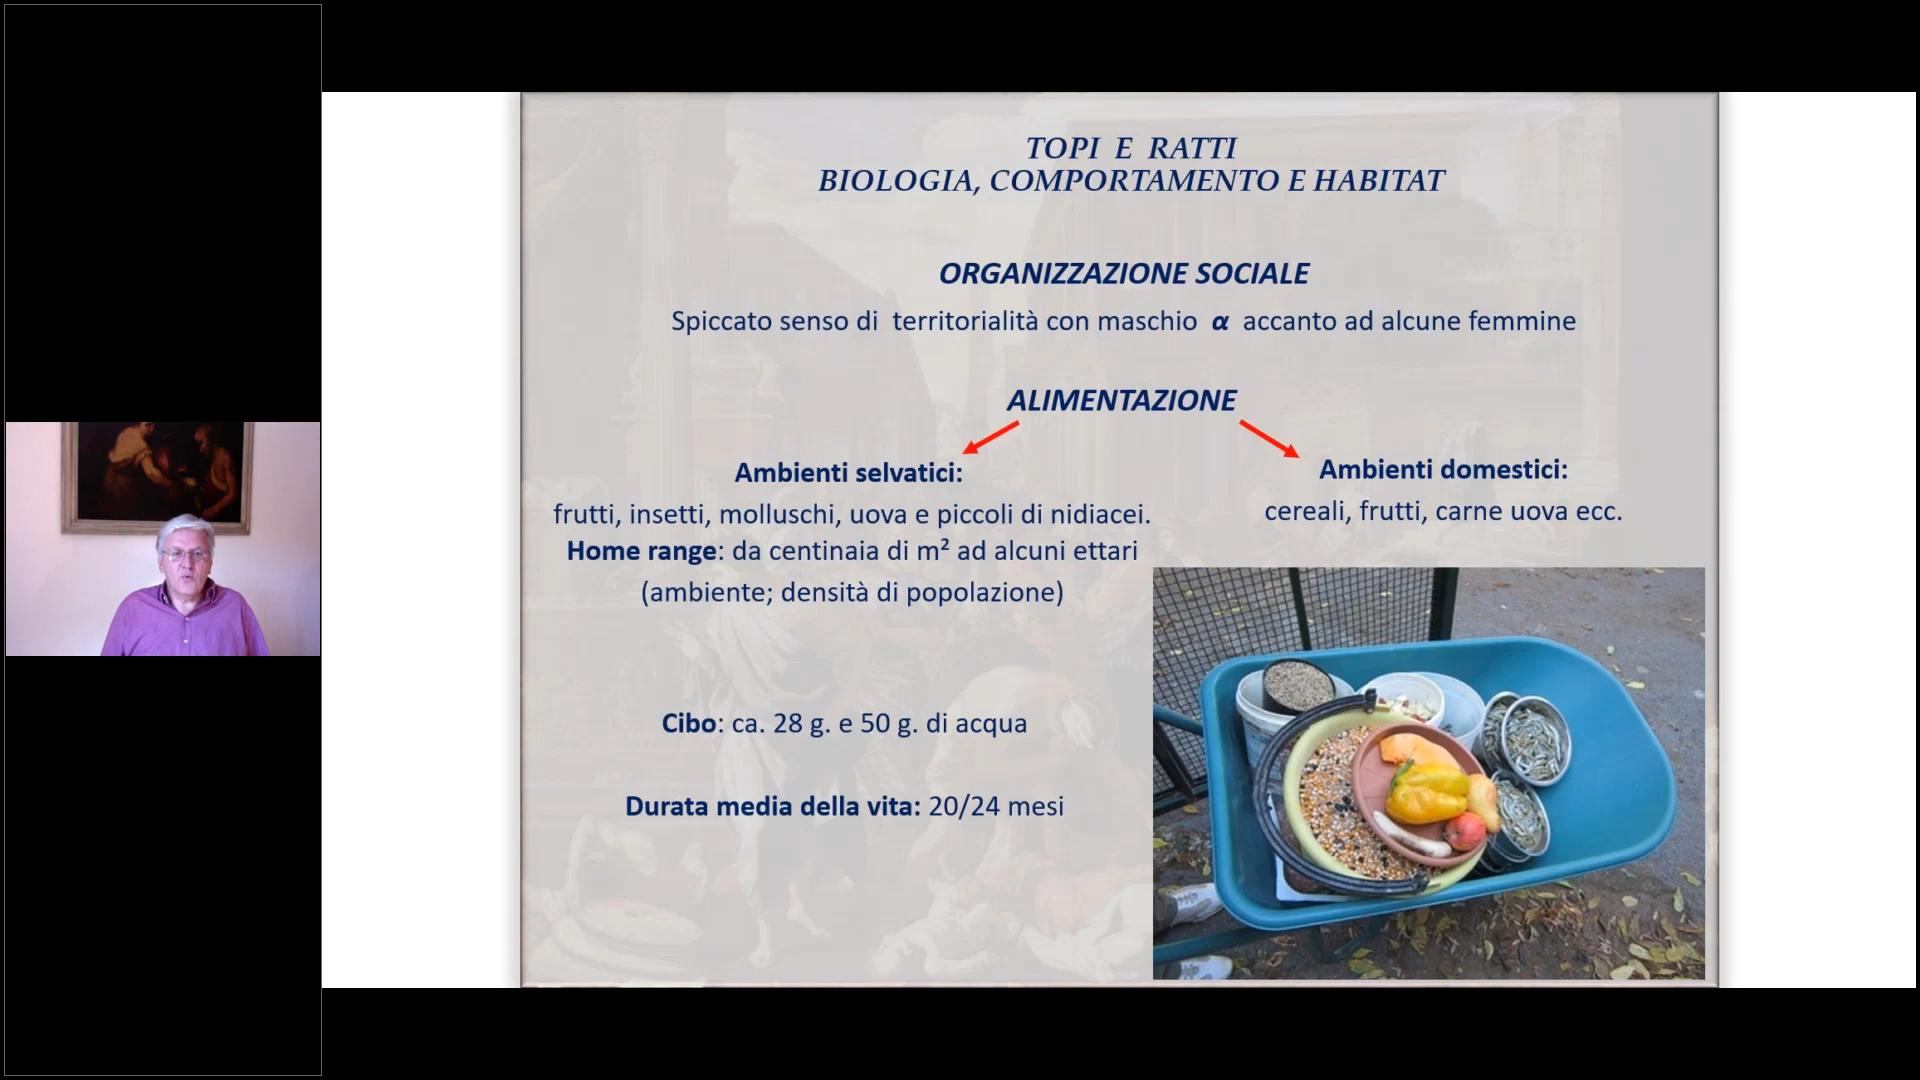 TOPI E RATTI
BIOLOGIA, COMPORTAMENTO E HABITAT
ORGANIZZAZIONE SOCIALE
Spiccato senso di territorialità con maschio α accanto ad alcune femmine
ALIMENTAZIONE
Ambienti selvatici:
frutti, insetti, molluschi, uova e piccoli di nidiacei.
Home range: da centinaia di m² ad alcuni ettari
(ambiente; densità di popolazione)
Cibo: ca. 28 g. e 50 g. di acqua
Durata media della vita: 20/24 mesi
Ambienti domestici:
cereali, frutti, carne uova ecc.